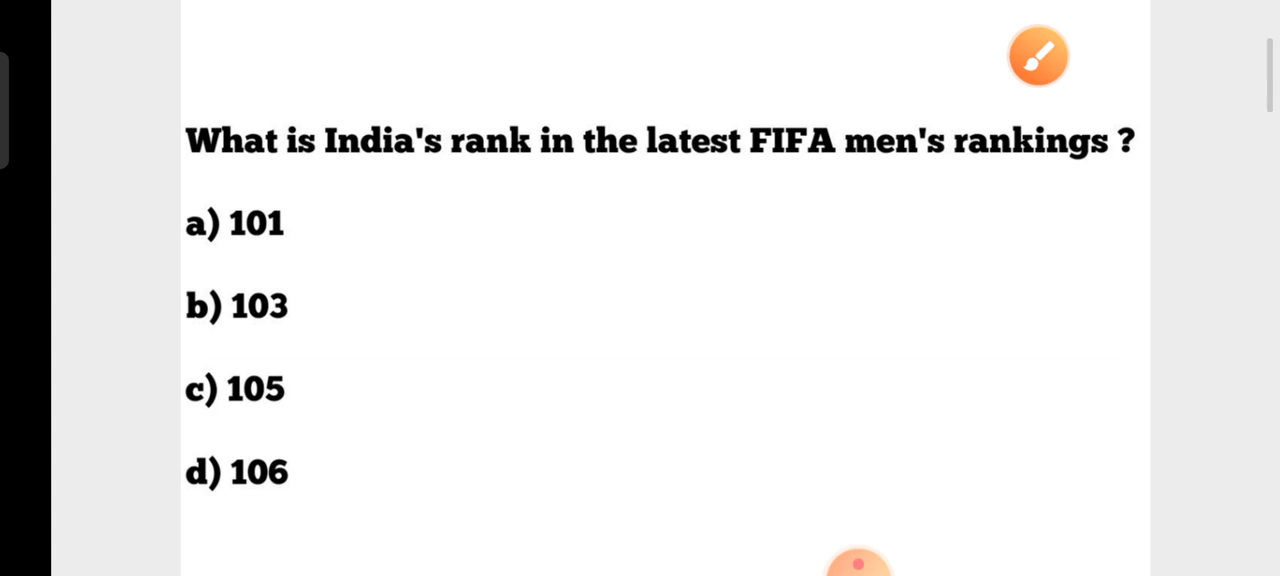 What is India's rank in the latest FIFA men's rankings ?
a) 101
b) 103
c) 105
d) 106